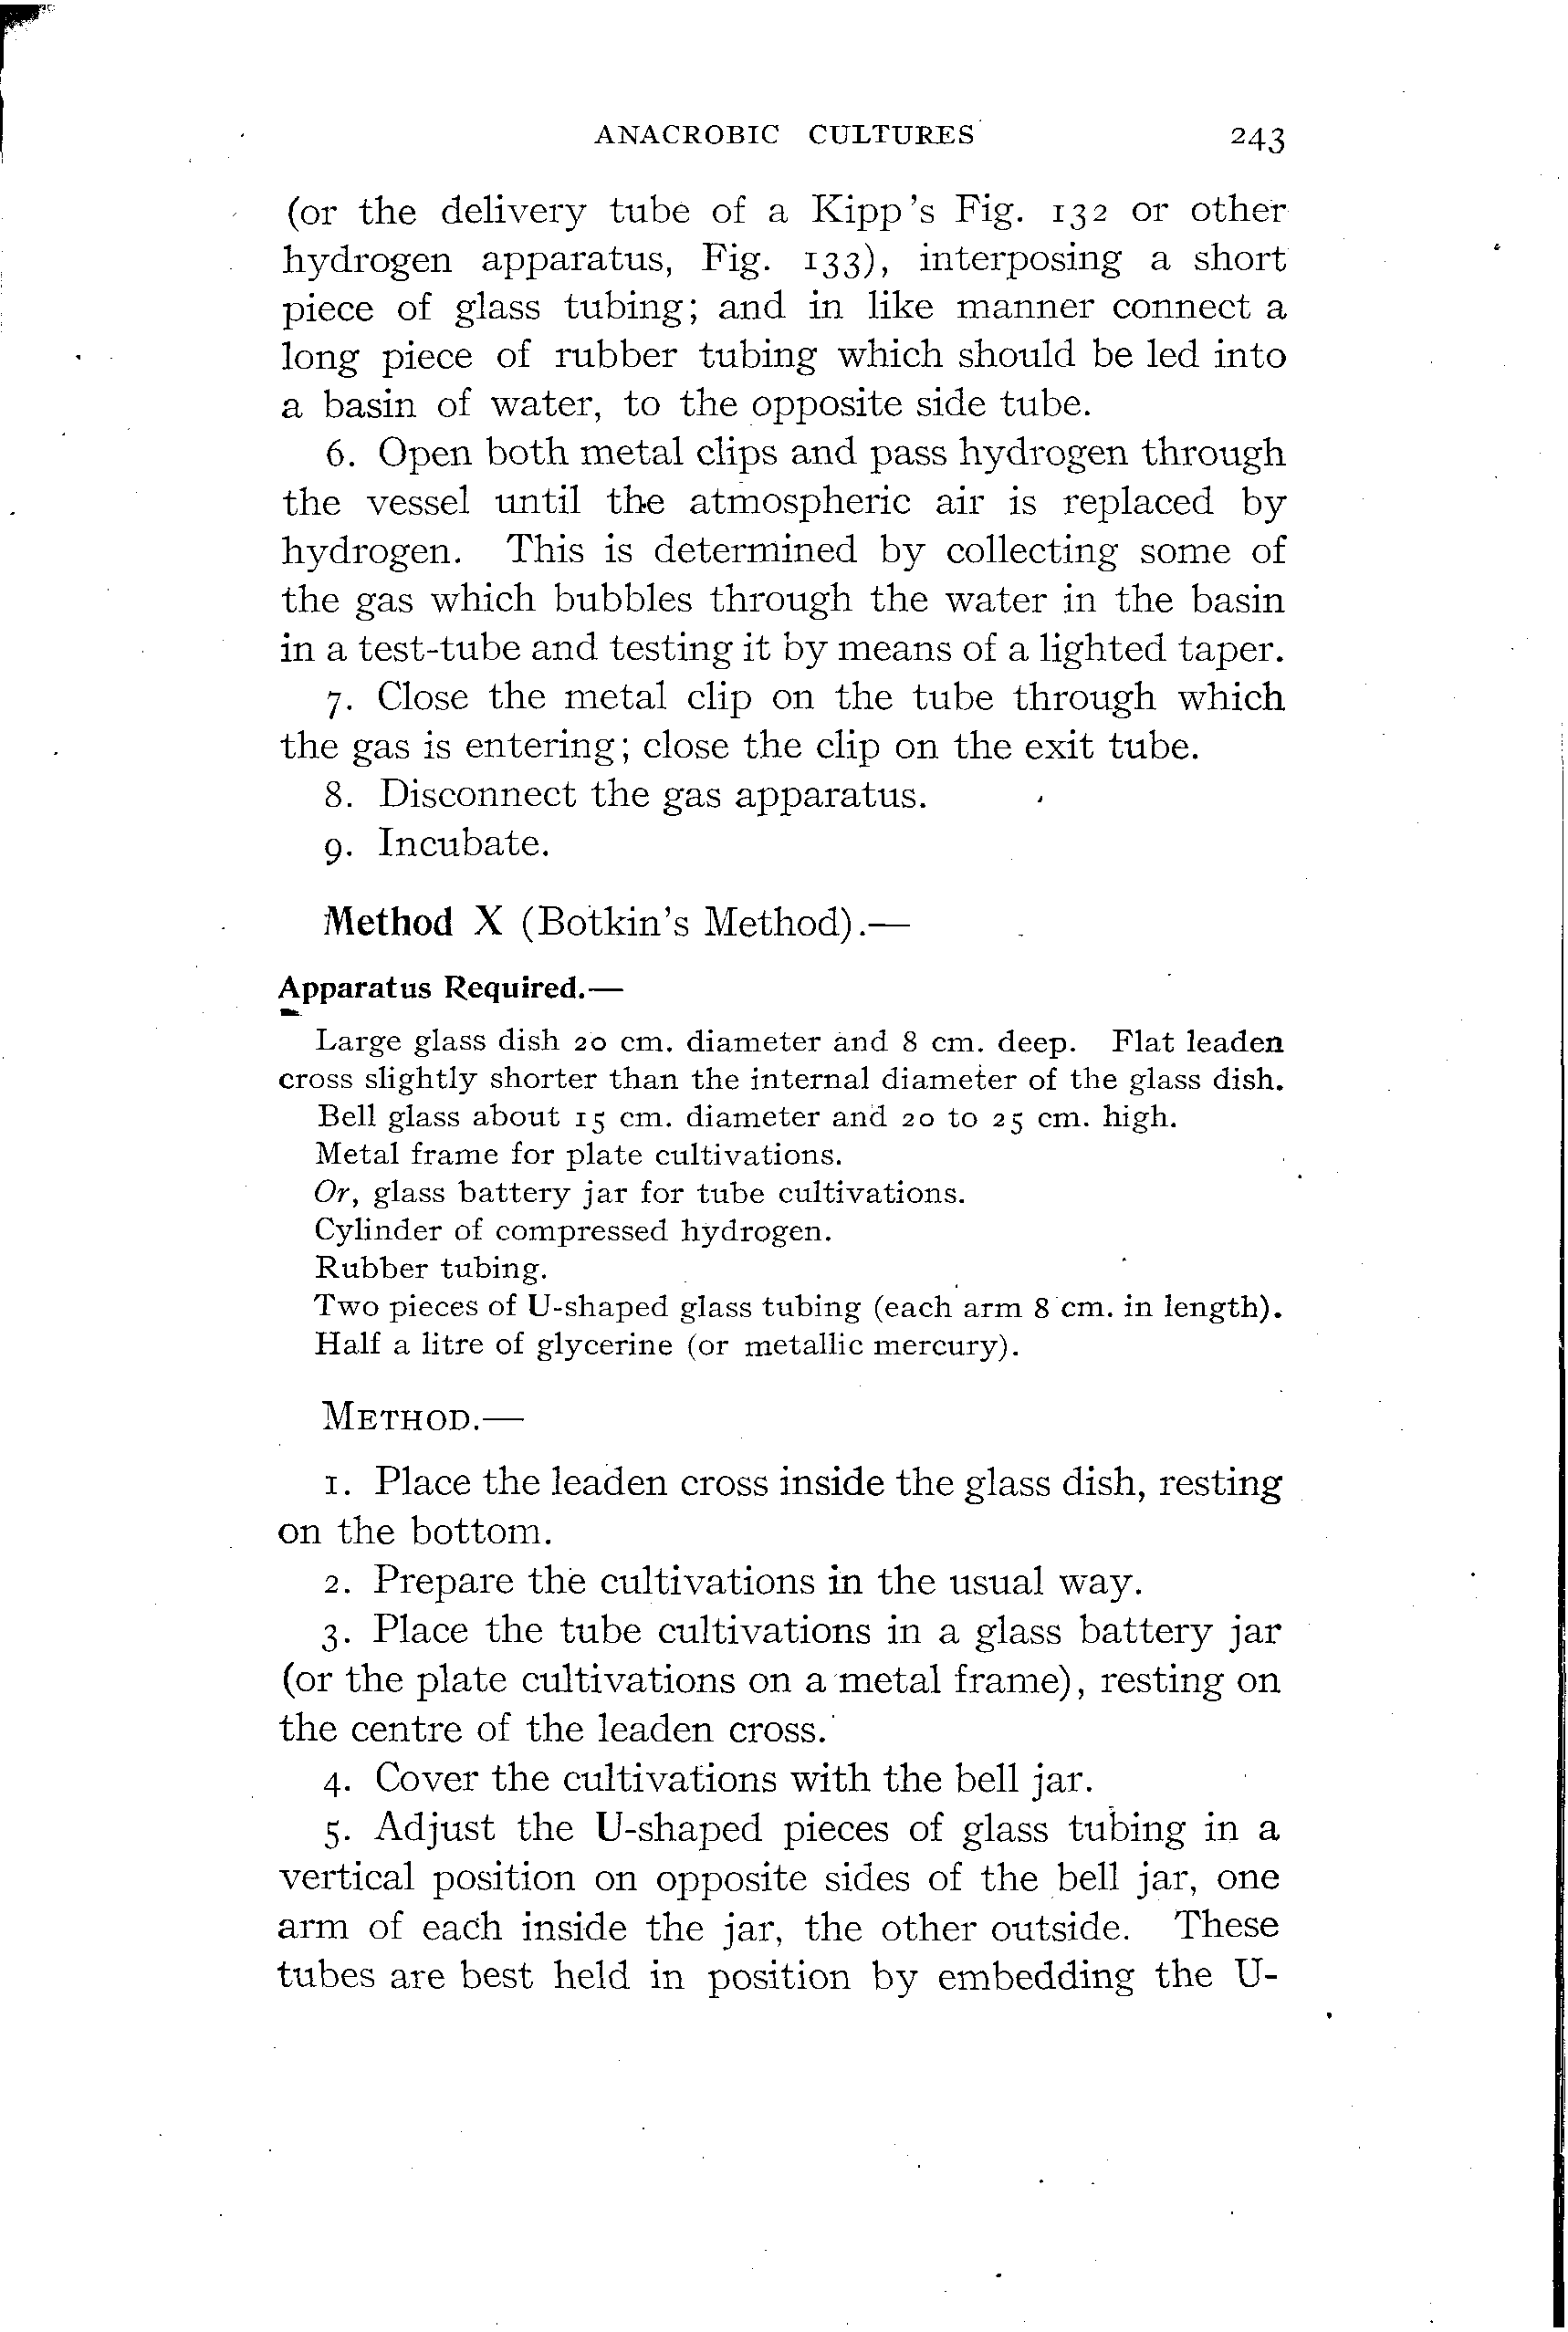 ANACROBIC CULTURES 243
(or the delivery tube of a Kipp's Fig. 132 or other
hydrogen apparatus, Fig. 133), interposing a short
piece of glass tubing; and in like manner connect a
long piece of rubber tubing which should be led into
a basin of water, to the opposite side tube.
6. Open both metal clips and pass hydrogen through
the vessel until the atmospheric air is replaced by
hydrogen. This is determined by collecting some of
the gas which bubbles through the water in the basin
in a test-tube and testing it by means of a lighted taper.
7. Close the metal clip on the tube through which
the gas is entering; close the clip on the exit tube.
8. Disconnect the gas apparatus.
9. Incubate.
Method X (Botkin's Method).—
Apparatus Required.—
Large glass dish 20 cm. diameter and 8 cm. deep. Flat leaden
cross slightly shorter than the internal diameter of the glass dish.
Bell glass about 15 cm. diameter and 20 to 25 cm. high.
Metal frame for plate cultivations.
Or, glass battery jar for tube cultivations.
Cylinder of compressed hydrogen.
Rubber tubing.
Two pieces of U-shaped glass tubing (each arm 8 cm. in length).
Half a litre of glycerine (or metallic mercury).
METHOD.—
1. Place the leaden cross inside the glass dish, resting
on the bottom.
2. Prepare the cultivations in the usual way.
3. Place the tube cultivations in a glass battery jar
(or the plate cultivations on a metal frame), resting on
the centre of the leaden cross.
4. Cover the cultivations with the bell jar.
5. Adjust the U-shaped pieces of glass tubing in a
vertical position on opposite sides of the bell jar, one
arm of each inside the jar, the other outside. These
tubes are best held in position by embedding the U-